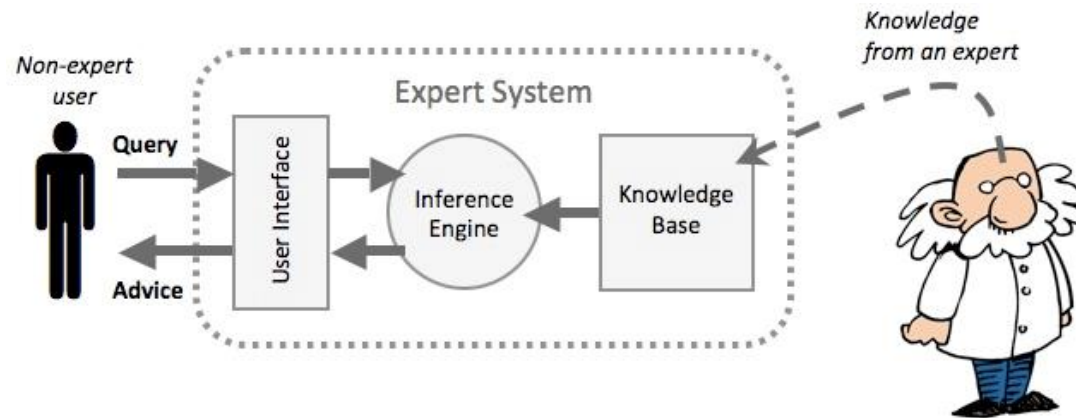 Knowledge
from an expert
Non-expert
user
Expert System
Query
User Interface
Inference
Engine
Knowledge
Base
Advice